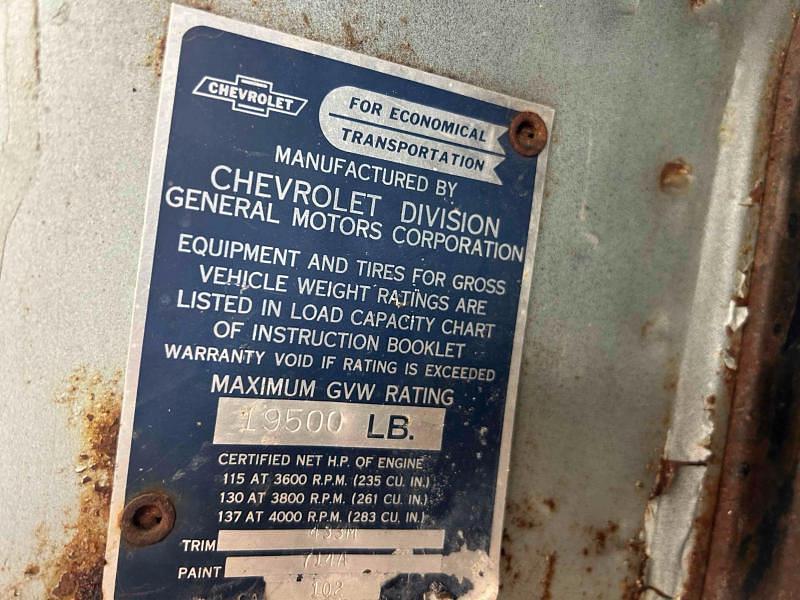 CHEVROLET
FOR ECONOMICAL
TRANSPORTATION
MANUFACTURED BY
CHEVROLET DIVISION
GENERAL MOTORS CORPORATION
EQUIPMENT AND TIRES FOR GROSS
VEHICLE WEIGHT RATINGS ARE
LISTED IN LOAD CAPACITY CHART
OF INSTRUCTION BOOKLET
WARRANTY VOID IF RATING IS EXCEEDED
MAXIMUM GVW RATING
19500 LB.
CERTIFIED NET H.P. OF ENGINE
115 AT 3600 R.P.M. (235 CU. IN.)
130 AT 3800 R.P.M. (261 CU. IN.)
137 AT 4000 R.P.M. (283 CU. IN.)
TRIM 433M
PAINT 714A
102